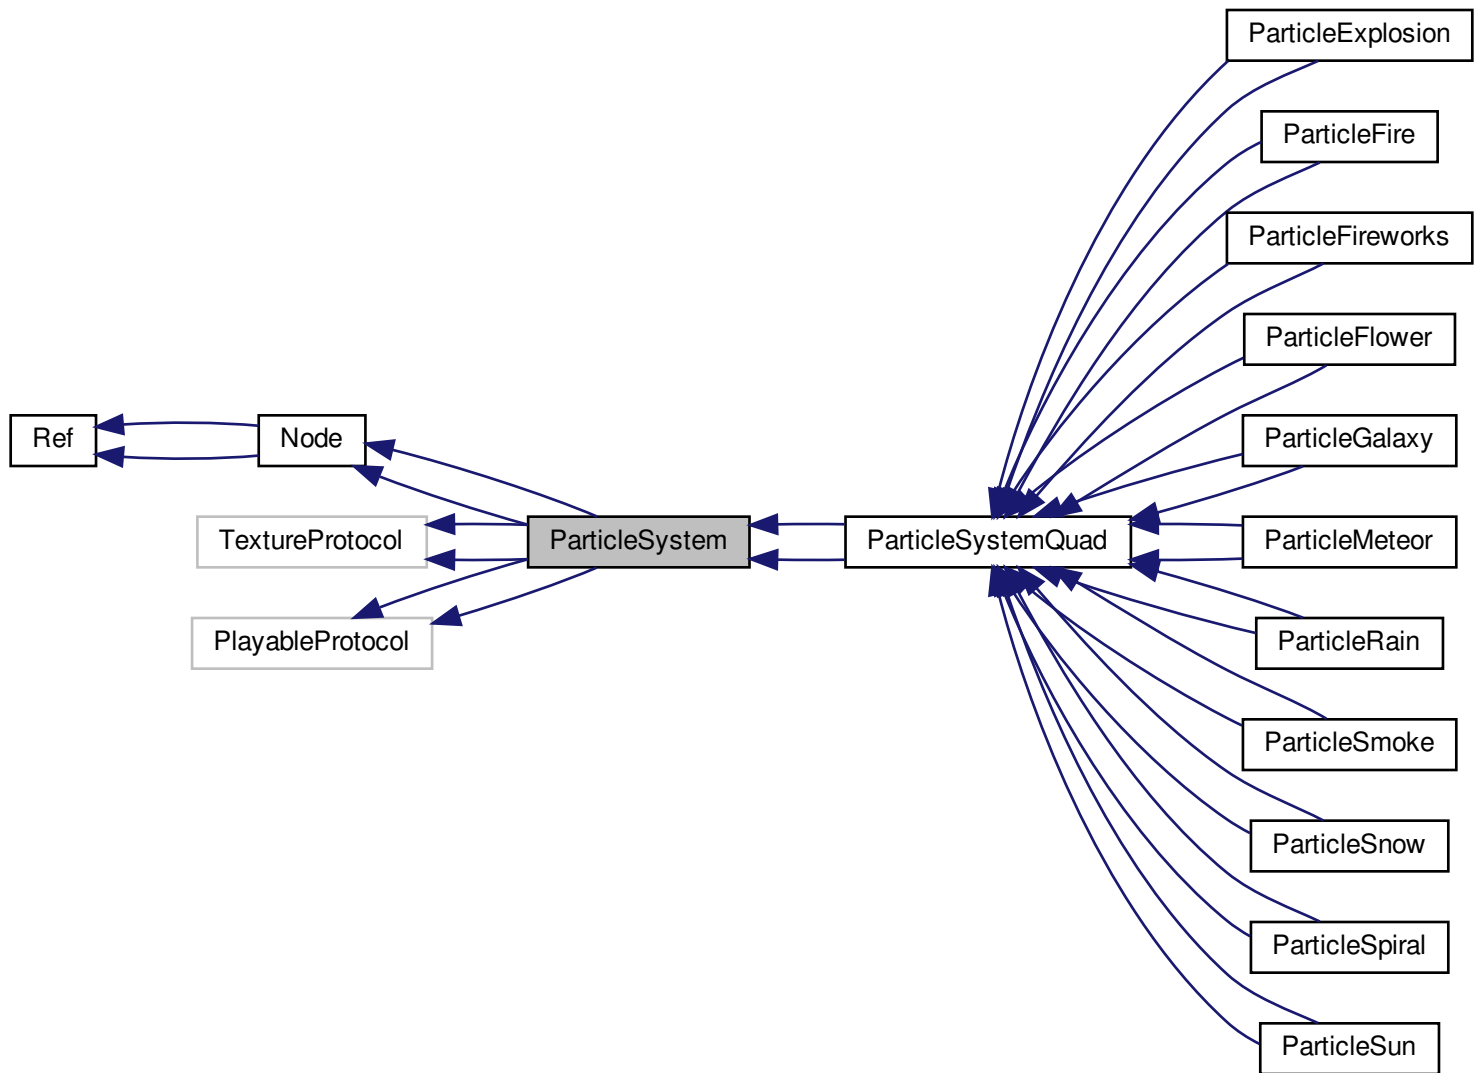 ParticleExplosion
ParticleFire
ParticleFireworks
ParticleFlower
Ref
Node
ParticleGalaxy
TextureProtocol
ParticleSystem
ParticleSystemQuad
ParticleMeteor
PlayableProtocol
ParticleRain
ParticleSmoke
ParticleSnow
ParticleSpiral
ParticleSun